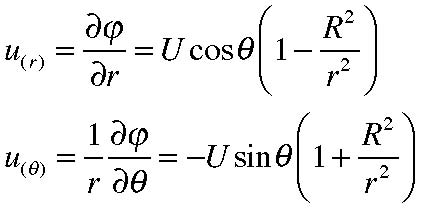 u₍r₎ = ∂φ/∂r = U cos θ (1 − R²/r²)
u₍θ₎ = 1/r ∂φ/∂θ = −U sin θ (1 + R²/r²)